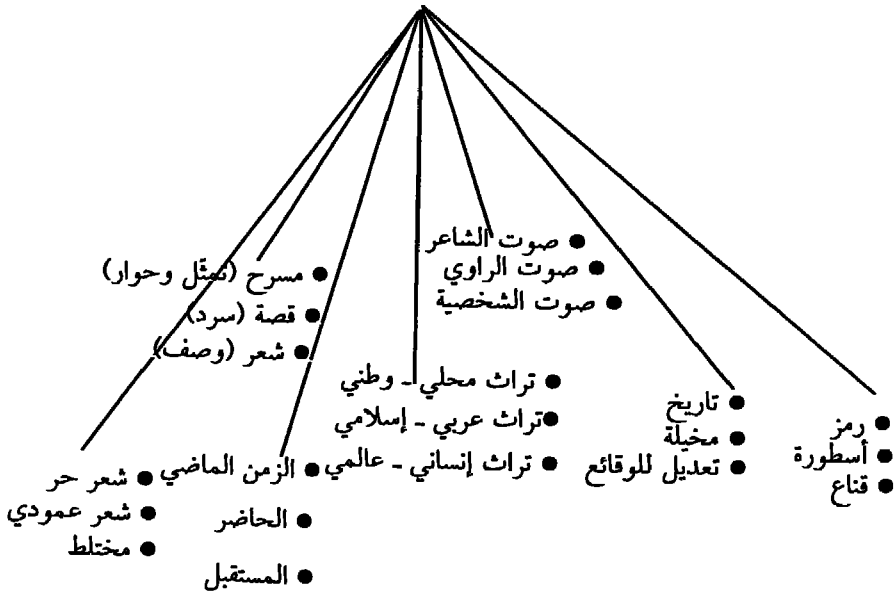 ● صوت الشاعر
● صوت الراوي
● صوت الشخصية
● مسرح (تمثّل وحوار)
● قصة (سرد)
● شعر (وصف)
● رمز
● أسطورة
● قناع
● تاريخ
● مخيلة
● تعديل للوقائع
● تراث محلي - وطني
● تراث عربي - إسلامي
● تراث إنساني - عالمي
● الزمن الماضي
● الحاضر
● المستقبل
● شعر حر
● شعر عمودي
● مختلط